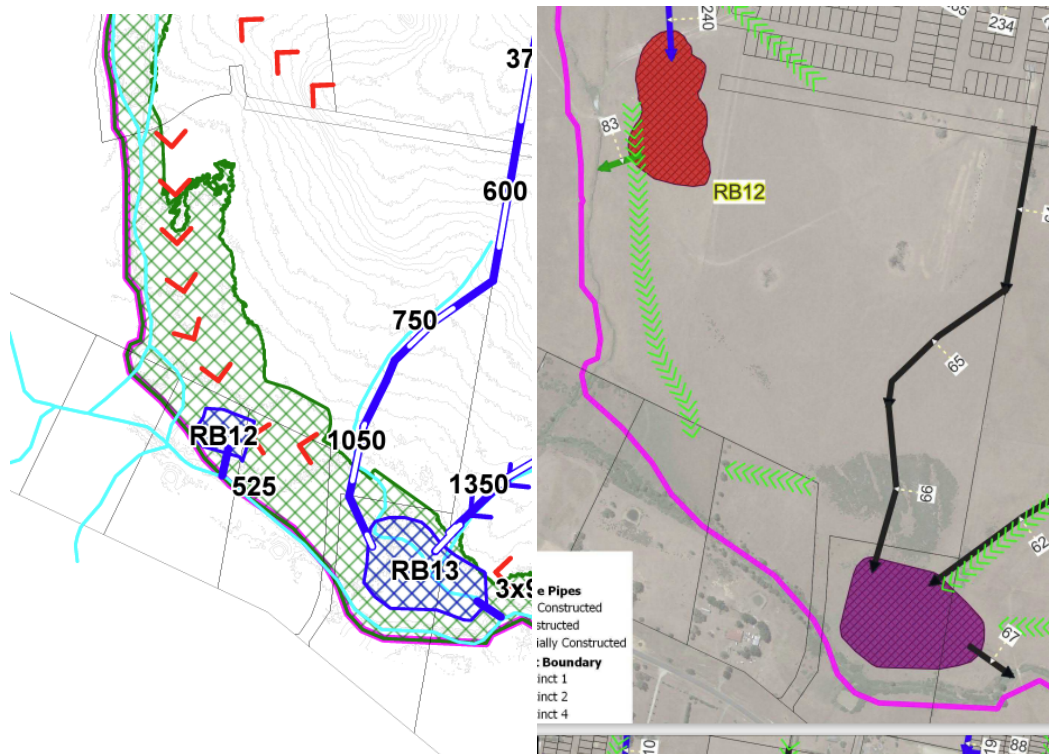 37
600
750
RB12
525
1050
1350
RB13
240
234
83
RB12
65
66
62
67
e Pipes
Constructed
structed
ially Constructed
t Boundary
inct 1
inct 2
inct 4
10
19
88